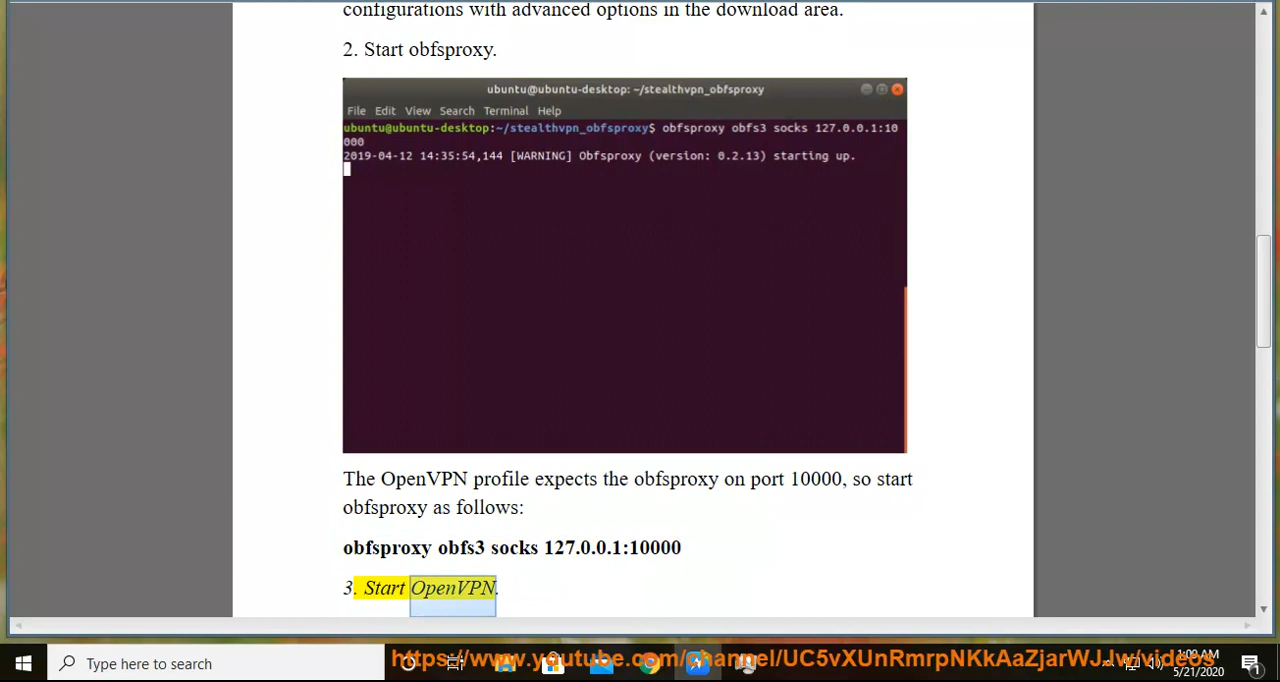 configurations with advanced options in the download area.
2. Start obfsproxy.
ubuntu@ubuntu-desktop: ~/stealthvpn_obfsproxy
File Edit View Search Terminal Help
ubuntu@ubuntu-desktop:~/stealthvpn_obfsproxy$ obfsproxy obfs3 socks 127.0.0.1:10
000
2019-04-12 14:35:54,144 [WARNING] Obfsproxy (version: 0.2.13) starting up.
The OpenVPN profile expects the obfsproxy on port 10000, so start
obfsproxy as follows:
obfsproxy obfs3 socks 127.0.0.1:10000
3. Start OpenVPN.
Type here to search
https://www.youtube.com/channel/UC5vXUnRmrpNKkAaZjarWJJw/videos
1:00 AM
5/21/2020
1